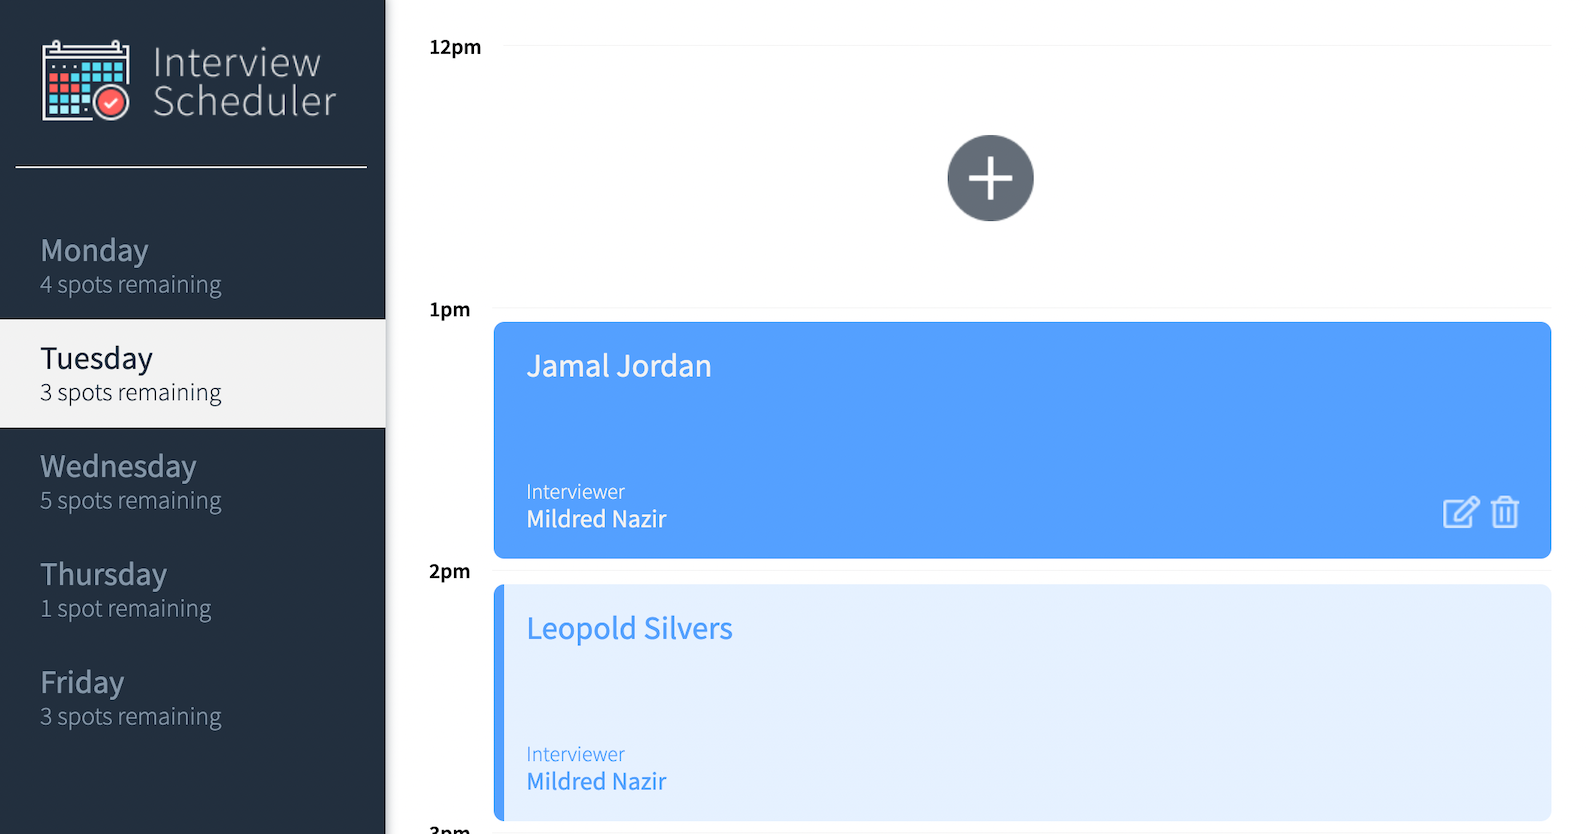 Interview
Scheduler
Monday
4 spots remaining
Tuesday
3 spots remaining
Wednesday
5 spots remaining
Thursday
1 spot remaining
Friday
3 spots remaining
12pm
1pm
Jamal Jordan
Interviewer
Mildred Nazir
2pm
Leopold Silvers
Interviewer
Mildred Nazir
3pm